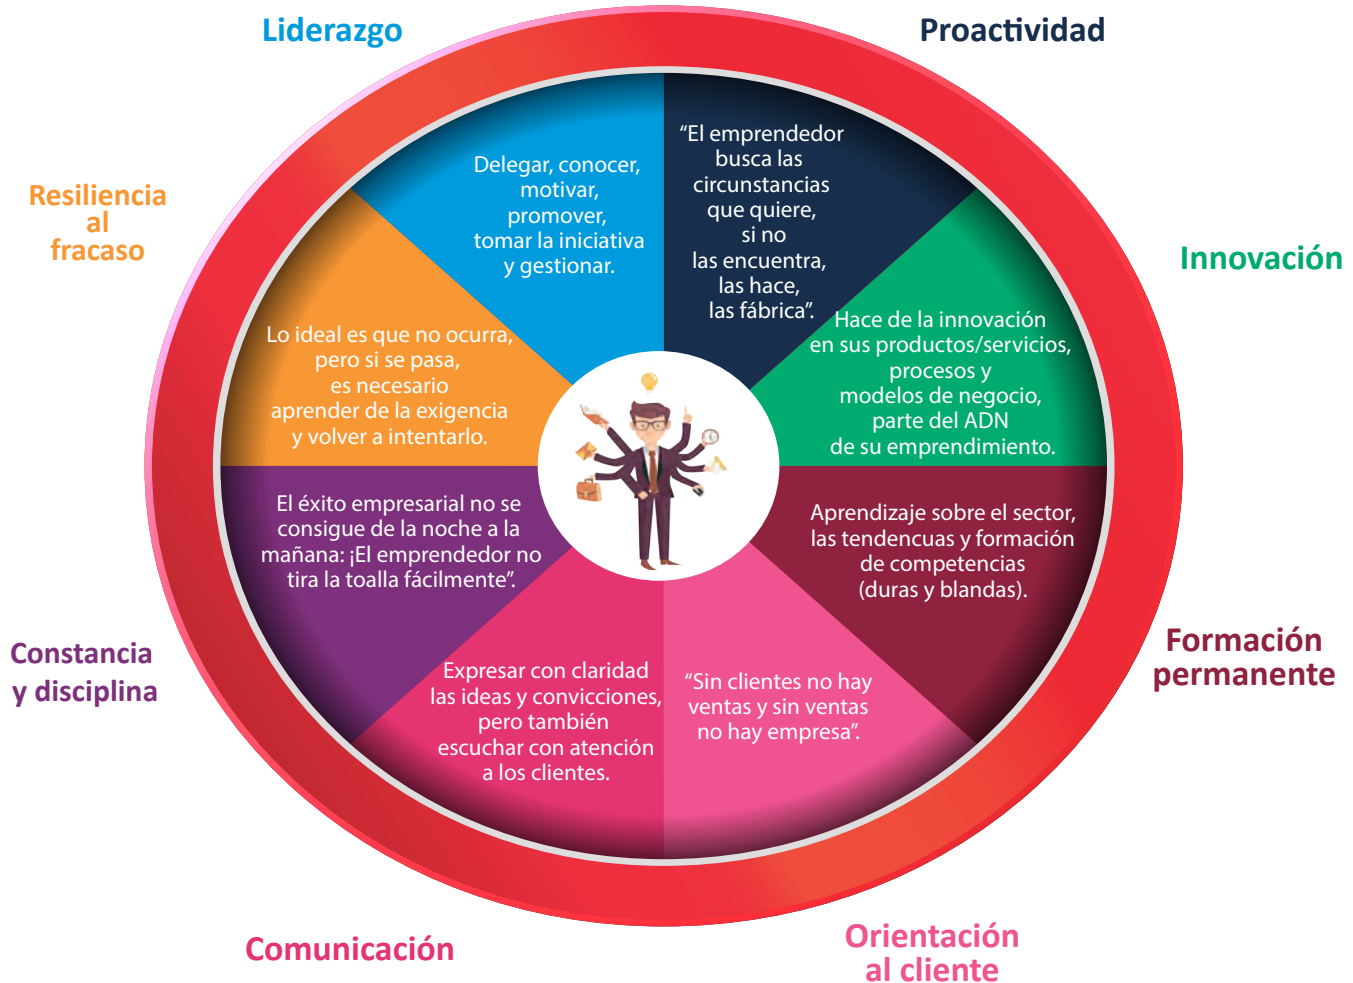 Liderazgo
Delegar, conocer,
motivar,
promover,
tomar la iniciativa
y gestionar.
Proactividad
“El emprendedor
busca las
circunstancias
que quiere,
si no
las encuentra,
las hace,
las fábrica”.
Innovación
Hace de la innovación
en sus productos/servicios,
procesos y
modelos de negocio,
parte del ADN
de su emprendimiento.
Formación
permanente
Aprendizaje sobre el sector,
las tendencuas y formación
de competencias
(duras y blandas).
Orientación
al cliente
“Sin clientes no hay
ventas y sin ventas
no hay empresa”.
Comunicación
Expresar con claridad
las ideas y convicciones,
pero también
escuchar con atención
a los clientes.
Constancia
y disciplina
El éxito empresarial no se
consigue de la noche a la
mañana: ¡El emprendedor no
tira la toalla fácilmente”.
Resiliencia
al
fracaso
Lo ideal es que no ocurra,
pero si se pasa,
es necesario
aprender de la exigencia
y volver a intentarlo.